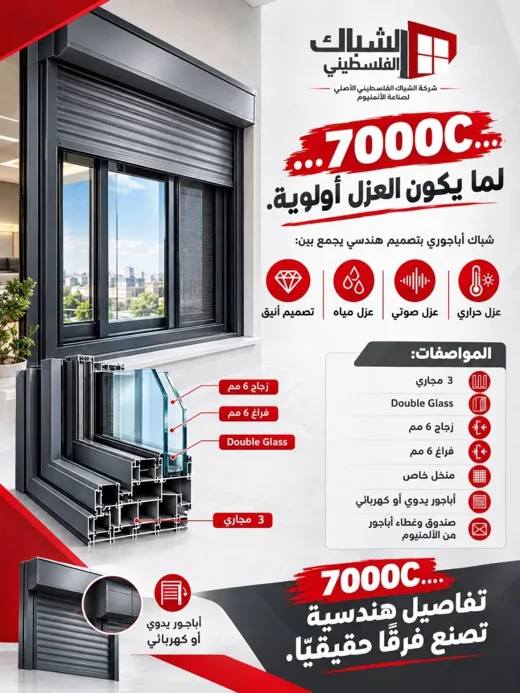 الشباك
الفلسطيني
شركة الشباك الفلسطيني الأصلي
لصناعة الألمنيوم
...7000C...
لما يكون العزل أولوية.
شباك أباجوري بتصميم هندسي يجمع بين:
عزل حراري
عزل صوتي
عزل مياه
تصميم أنيق
المواصفات:
3 مجاري
Double Glass
زجاج 6 مم
فراغ 6 مم
منخل خاص
أباجور يدوي أو كهربائي
صندوق وغطاء أباجور
من الألمنيوم
زجاج 6 مم
فراغ 6 مم
Double Glass
3 مجاري
أباجور يدوي
أو كهربائي
7000C....
تفاصيل هندسية
تصنع فرقًا حقيقيًا.